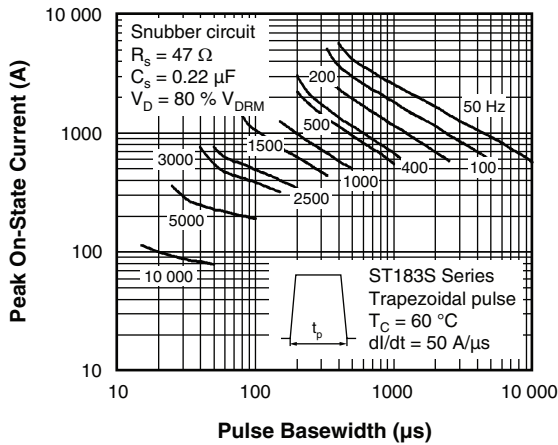 Peak On-State Current (A)
10 000
1000
100
10
Snubber circuit
Rs = 47 Ω
Cs = 0.22 µF
VD = 80 % VDRM
50 Hz
100
200
400
500
1000
1500
2500
3000
5000
10 000
ST183S Series
Trapezoidal pulse
TC = 60 °C
dI/dt = 50 A/µs
tp
10
100
1000
10 000
Pulse Basewidth (µs)